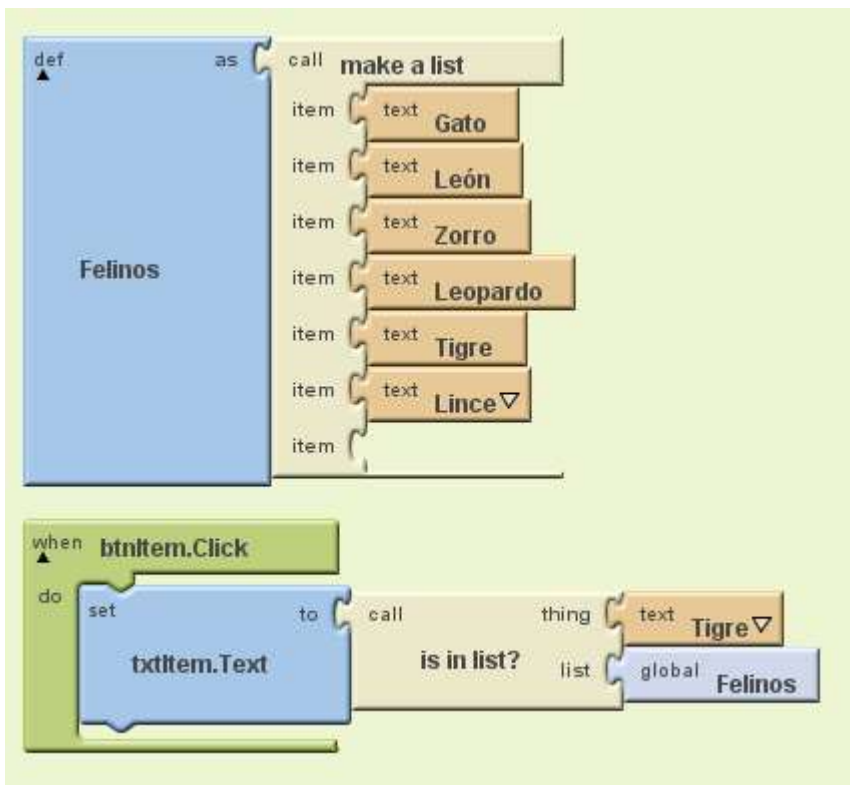 def as call make a list
item text Gato
item text León
item text Zorro
Felinos
item text Leopardo
item text Tigre
item text Lince
item
when btnItem.Click
do set to call thing text Tigre
txtItem.Text is in list? list global Felinos